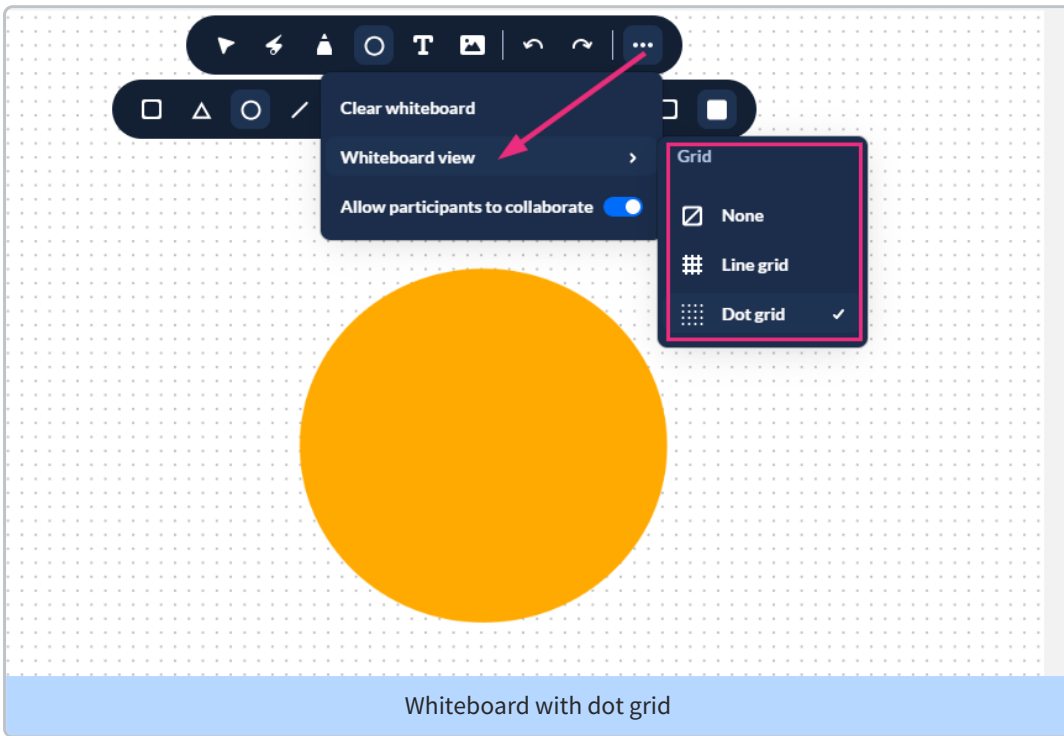 T
Clear whiteboard
Whiteboard view
Allow participants to collaborate
Grid
None
Line grid
Dot grid
Whiteboard with dot grid